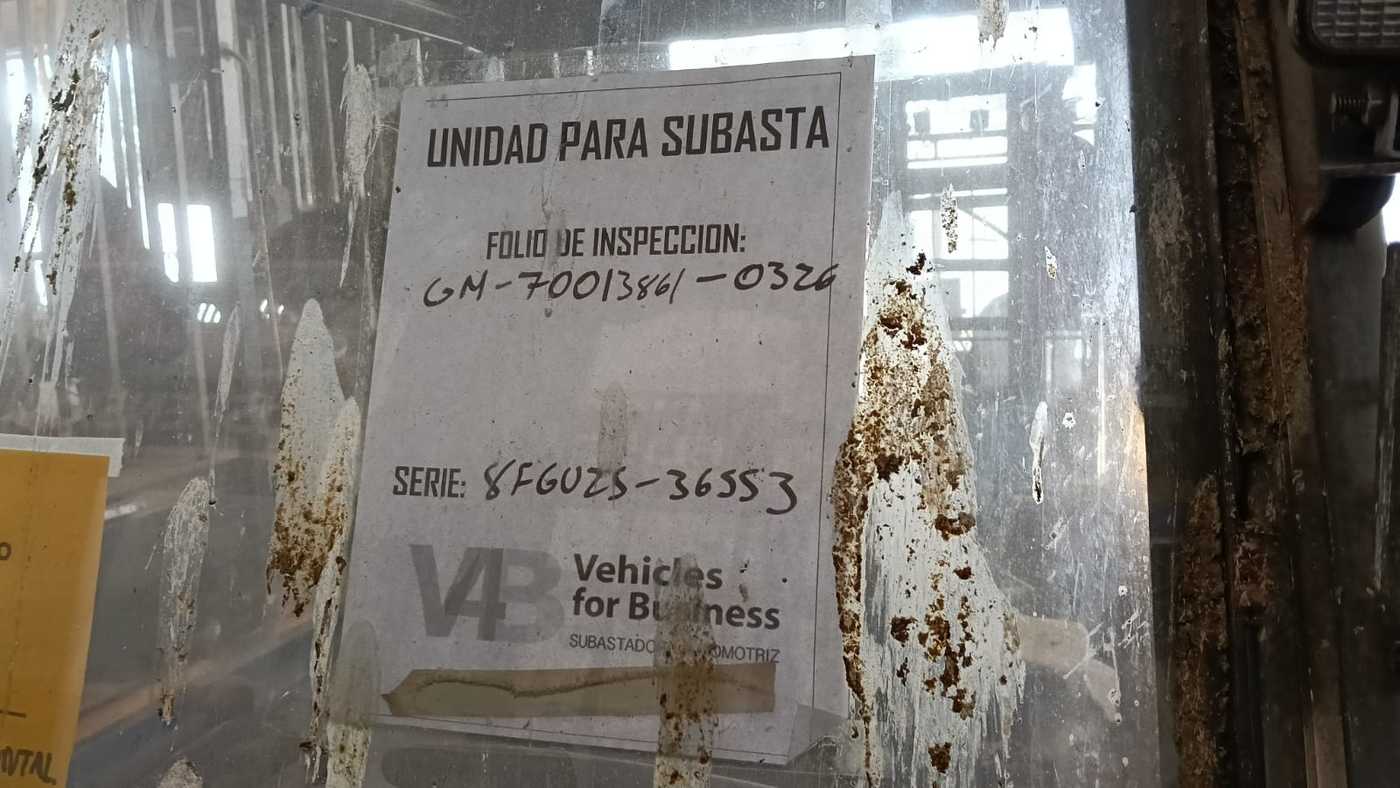 UNIDAD PARA SUBASTA
FOLIO DE INSPECCION:
GM-70013861-0326
SERIE: 8FGU25-36553
V4B
Vehicles
for Business